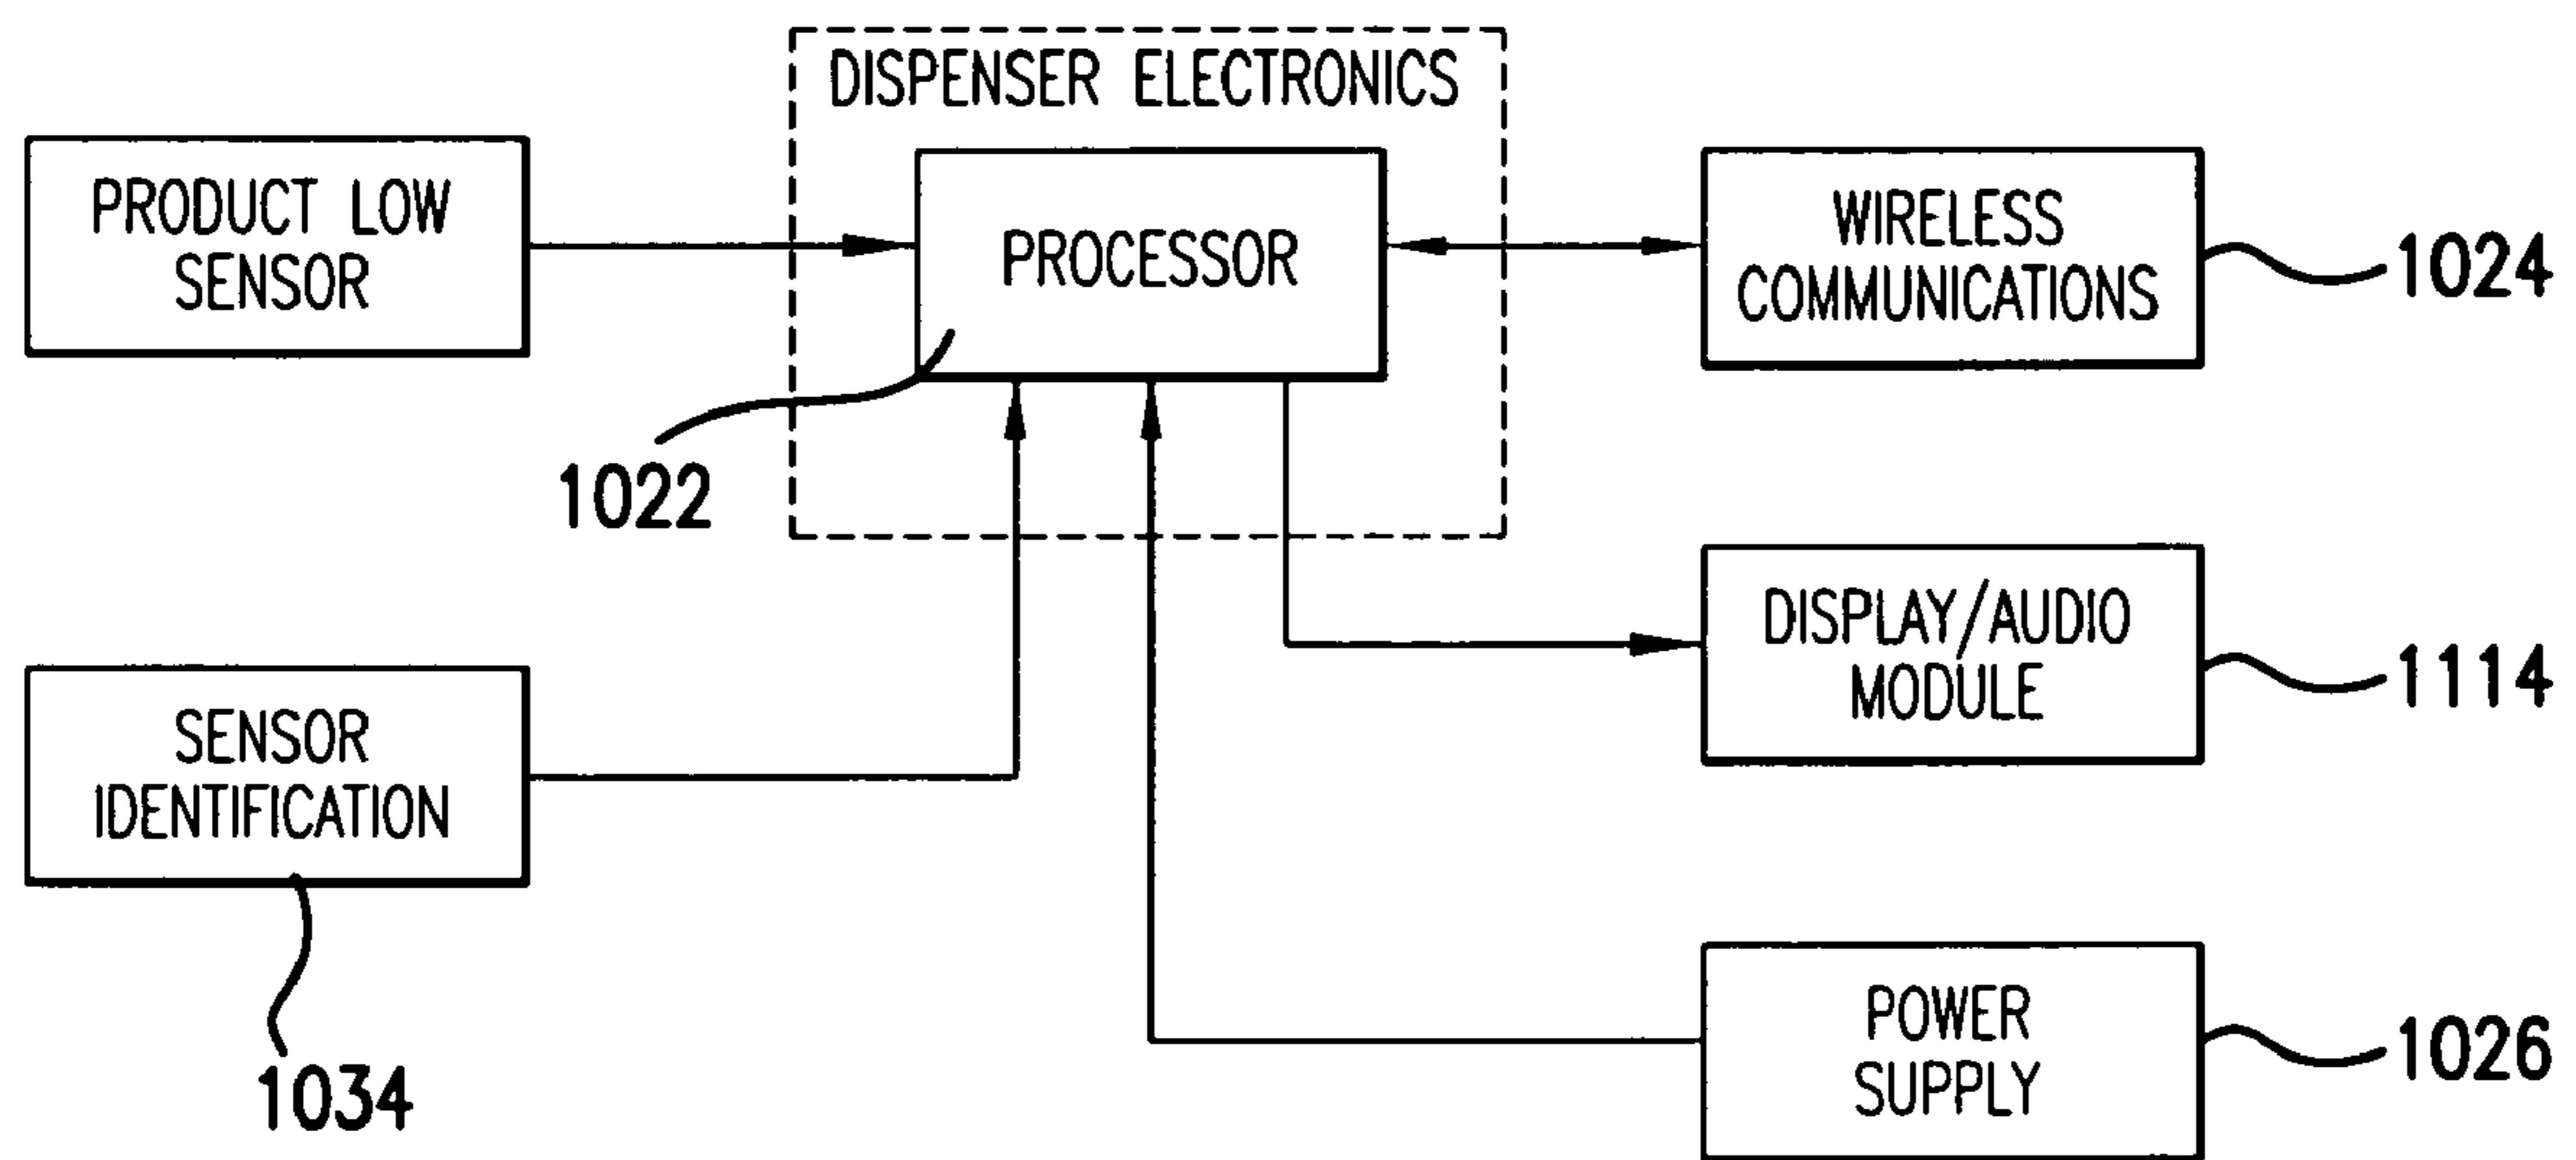 DISPENSER ELECTRONICS
PRODUCT LOW
SENSOR
PROCESSOR
WIRELESS
COMMUNICATIONS
1024
1022
DISPLAY/AUDIO
MODULE
1114
SENSOR
IDENTIFICATION
1034
POWER
SUPPLY
1026